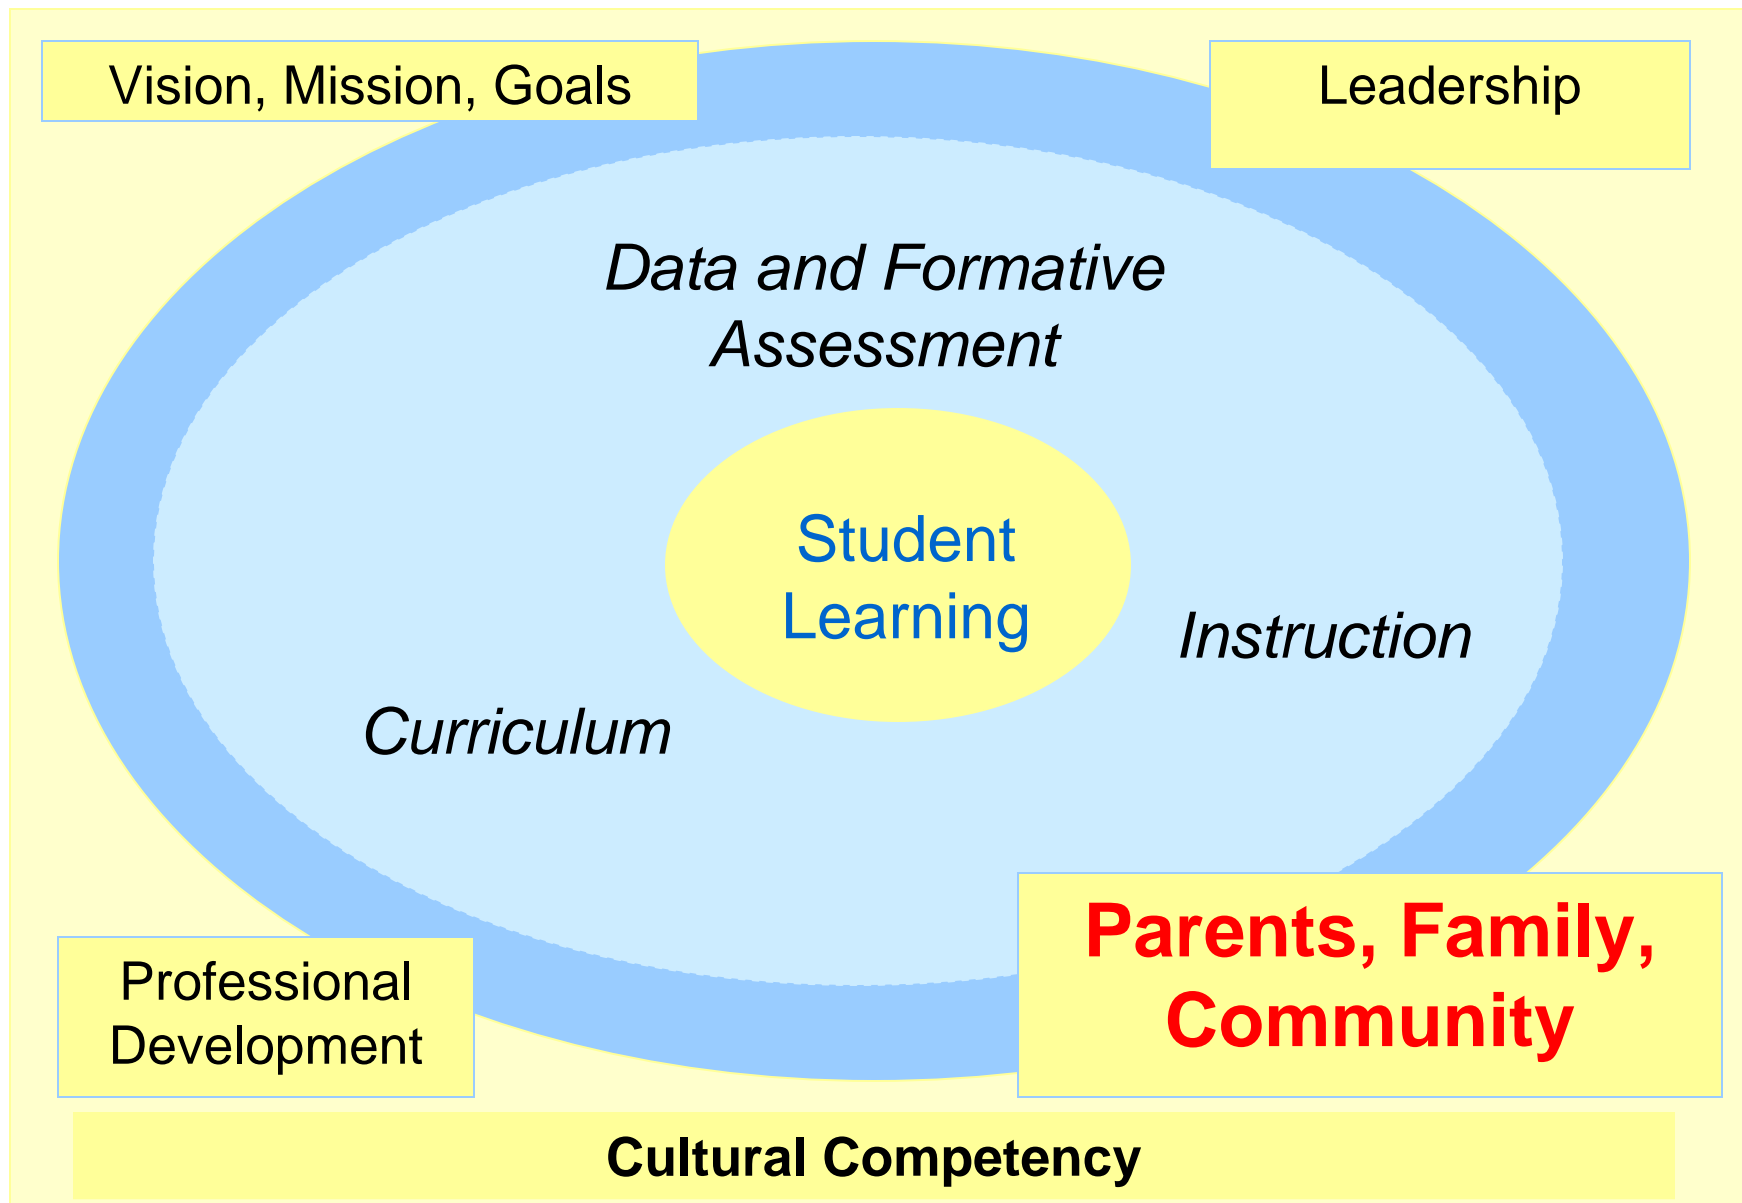 Vision, Mission, Goals
Leadership
Data and Formative
Assessment
Student
Learning
Instruction
Curriculum
Professional
Development
Parents, Family,
Community
Cultural Competency